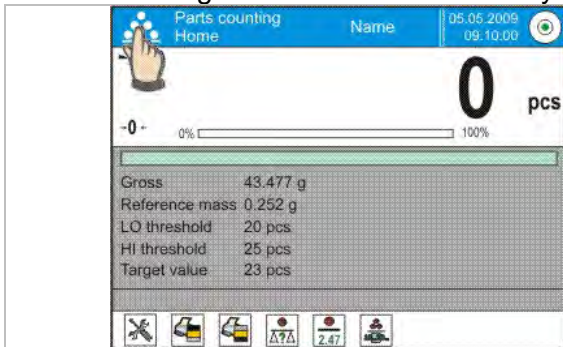 Parts counting
Home
Name
05.05.2009
09:10:00
0
pcs
-0-
0%
100%
Gross 43.477 g
Reference mass 0.252 g
LO threshold 20 pcs
HI threshold 25 pcs
Target value 23 pcs
2.47